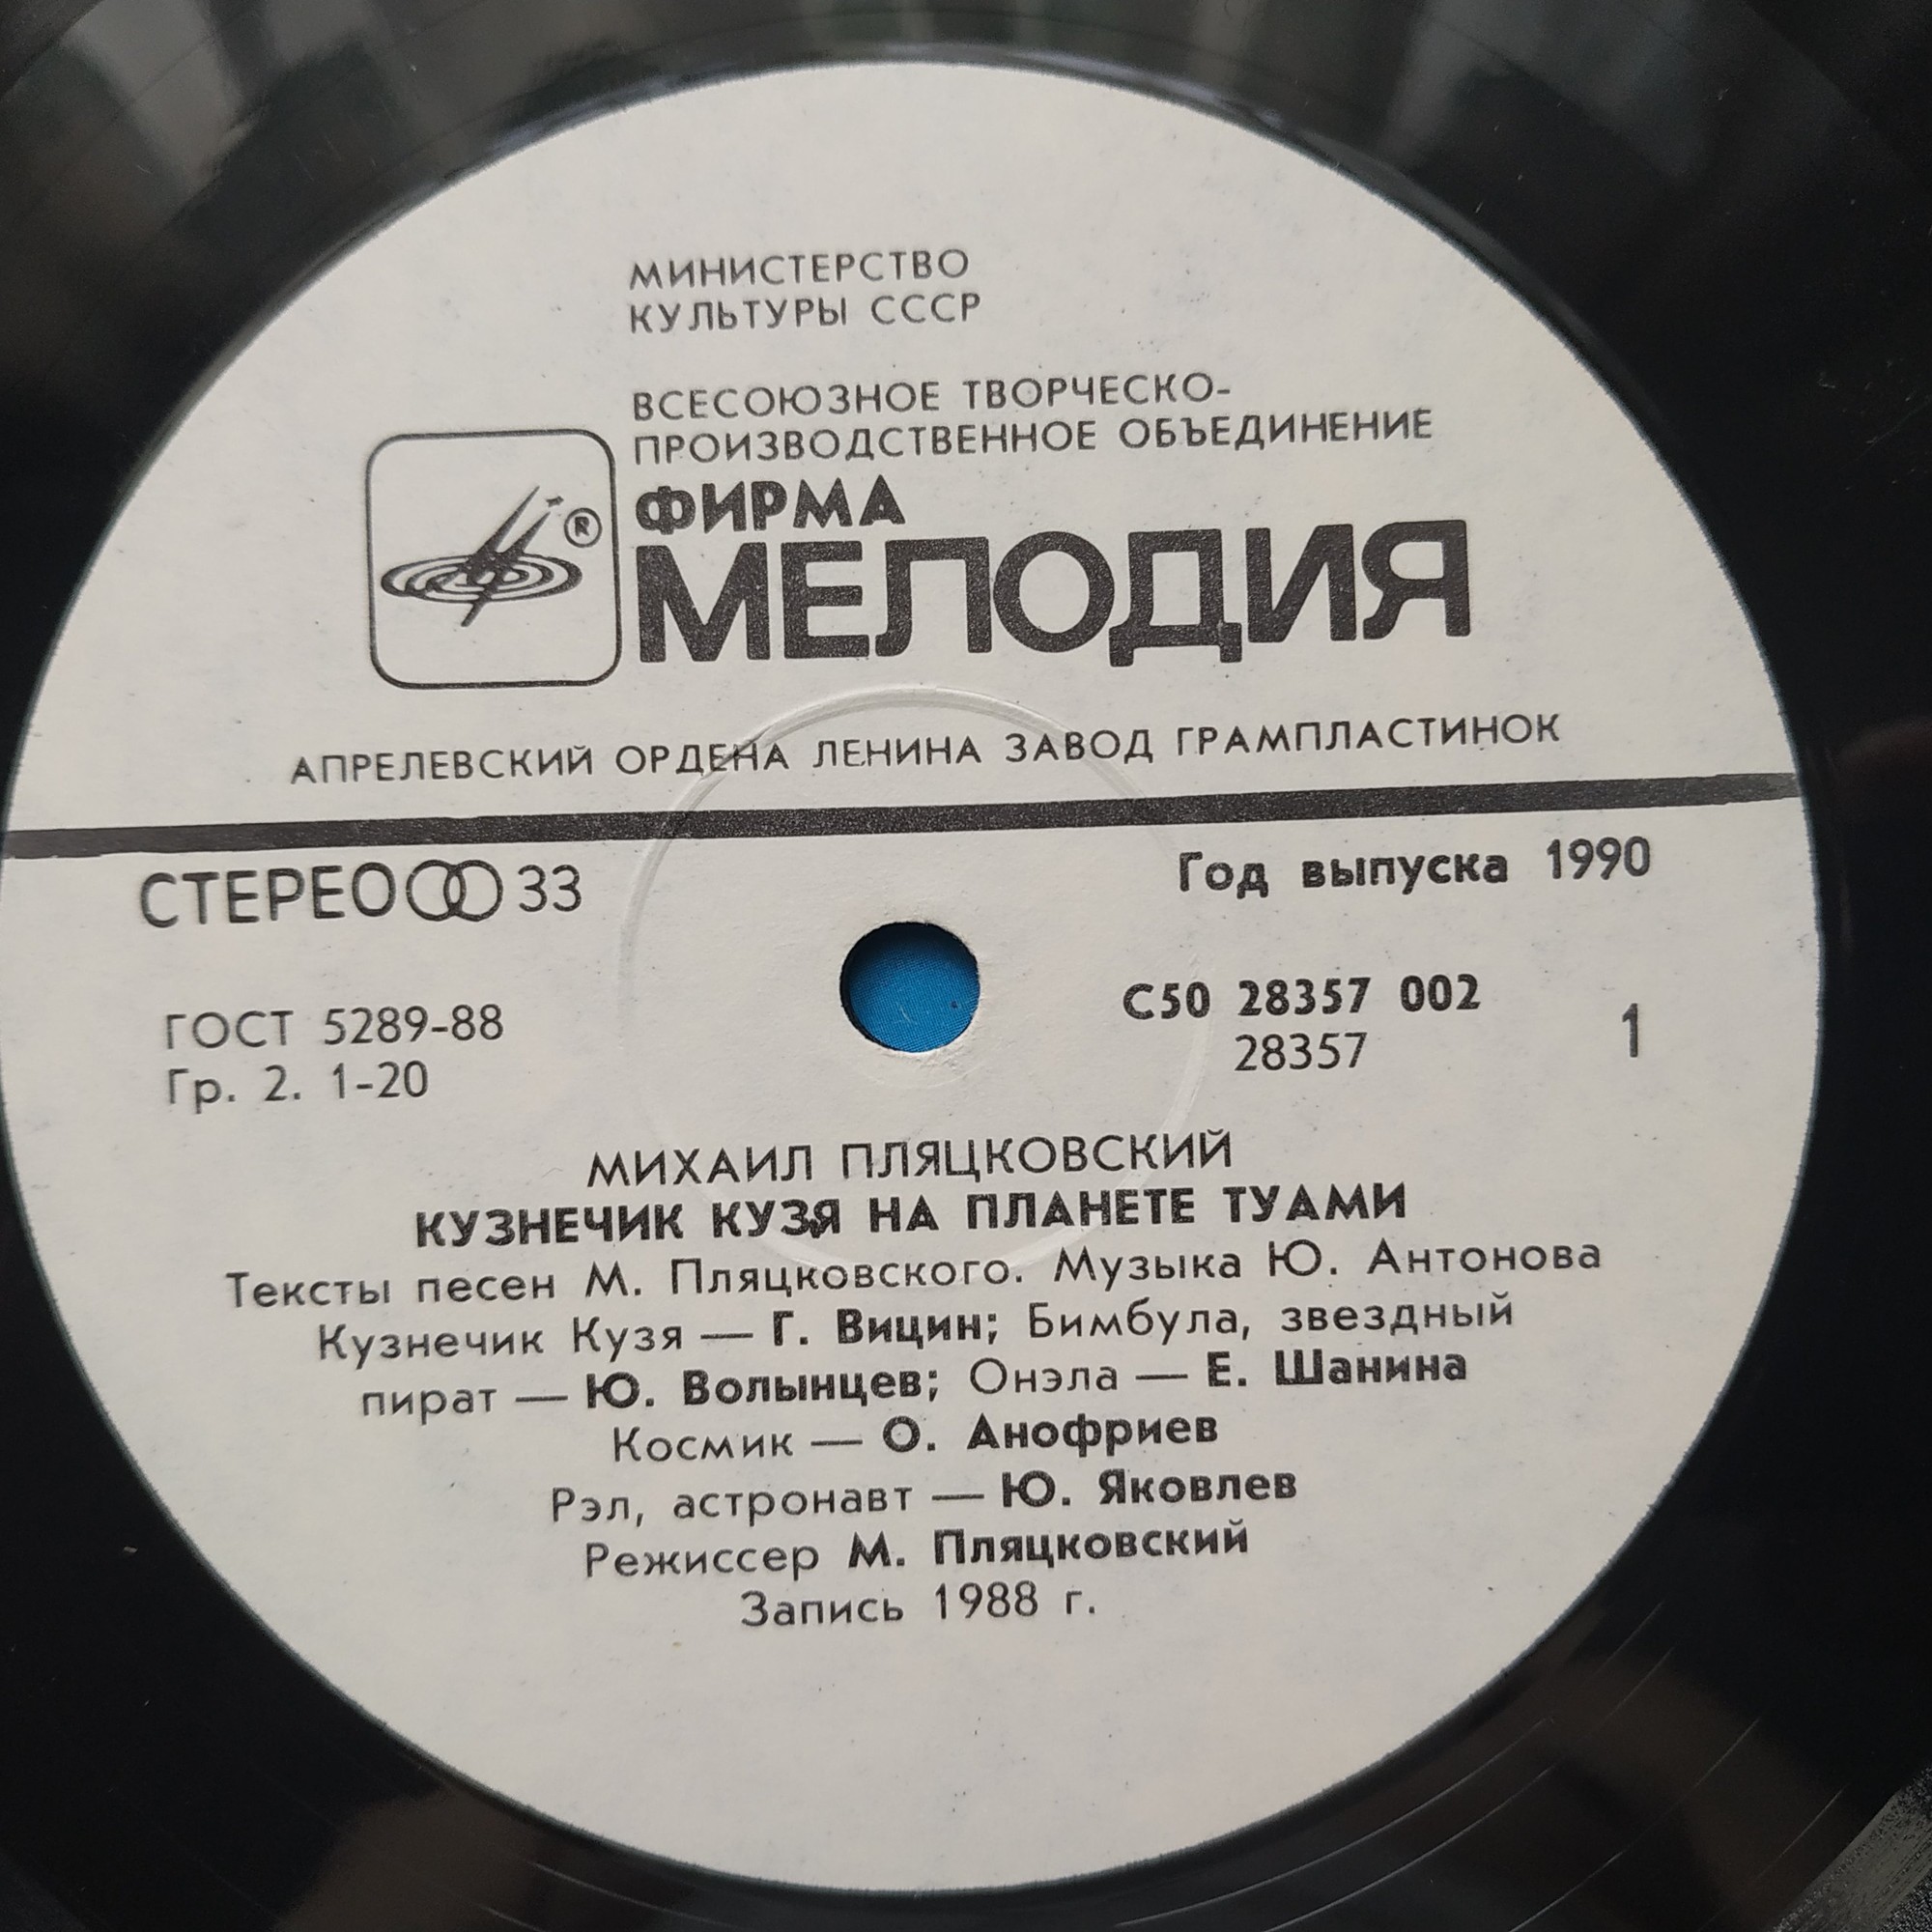 МИНИСТЕРСТВО
КУЛЬТУРЫ СССР
ВСЕСОЮЗНОЕ ТВОРЧЕСКО-
ПРОИЗВОДСТВЕННОЕ ОБЪЕДИНЕНИЕ
®
ФИРМА
МЕЛОДИЯ
АПРЕЛЕВСКИЙ ОРДЕНА ЛЕНИНА ЗАВОД ГРАМПЛАСТИНОК
СТЕРЕО 33
Год выпуска 1990
ГОСТ 5289-88
Гр. 2. 1-20
С50 28357 002
28357
1
МИХАИЛ ПЛЯЦКОВСКИЙ
КУЗНЕЧИК КУЗЯ НА ПЛАНЕТЕ ТУАМИ
Тексты песен М. Пляцковского. Музыка Ю. Антонова
Кузнечик Кузя — Г. Вицин; Бимбула, звездный
пират — Ю. Волынцев; Онэла — Е. Шанина
Космик — О. Анофриев
Рэл, астронавт — Ю. Яковлев
Режиссер М. Пляцковский
Запись 1988 г.